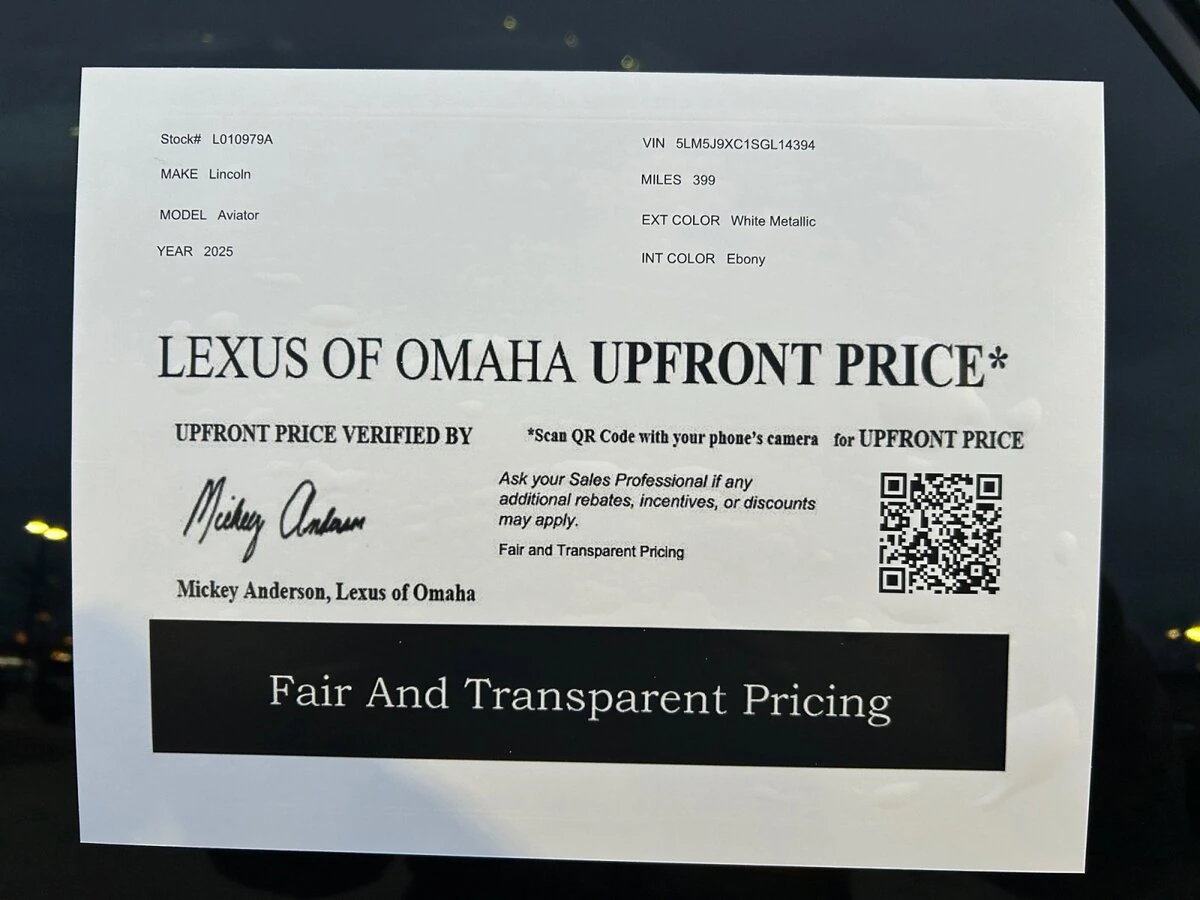 Stock# L010979A
VIN 5LM5J9XC1SGL14394
MAKE Lincoln
MILES 399
MODEL Aviator
EXT COLOR White Metallic
YEAR 2025
INT COLOR Ebony
LEXUS OF OMAHA UPFRONT PRICE*
UPFRONT PRICE VERIFIED BY
*Scan QR Code with your phone's camera for UPFRONT PRICE
Mickey Anderson
Ask your Sales Professional if any
additional rebates, incentives, or discounts
may apply.
Fair and Transparent Pricing
Mickey Anderson, Lexus of Omaha
Fair And Transparent Pricing